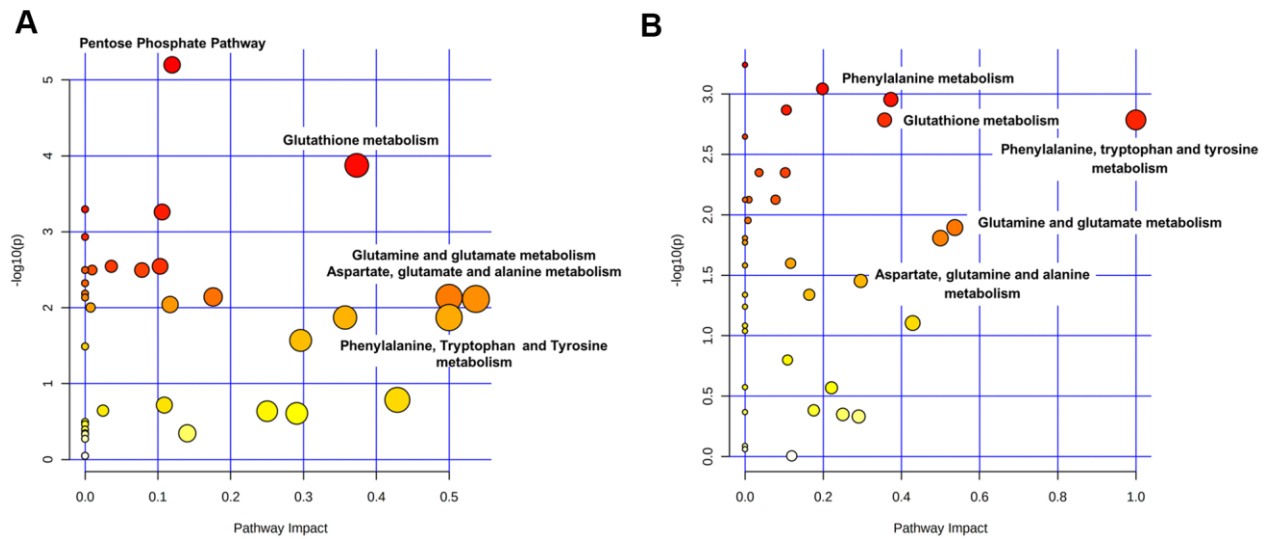 A
Pentose Phosphate Pathway
5
Glutathione metabolism
4
3
Glutamine and glutamate metabolism
Aspartate, glutamate and alanine metabolism
2
Phenylalanine, Tryptophan and Tyrosine
metabolism
1
0
-log10(p)
0.0 0.1 0.2 0.3 0.4 0.5
Pathway Impact
B
Phenylalanine metabolism
3.0
Glutathione metabolism
Phenylalanine, tryptophan and tyrosine
metabolism
2.5
2.0
Glutamine and glutamate metabolism
Aspartate, glutamine and alanine
metabolism
1.5
1.0
0.5
0.0
-log10(p)
0.0 0.2 0.4 0.6 0.8 1.0
Pathway Impact